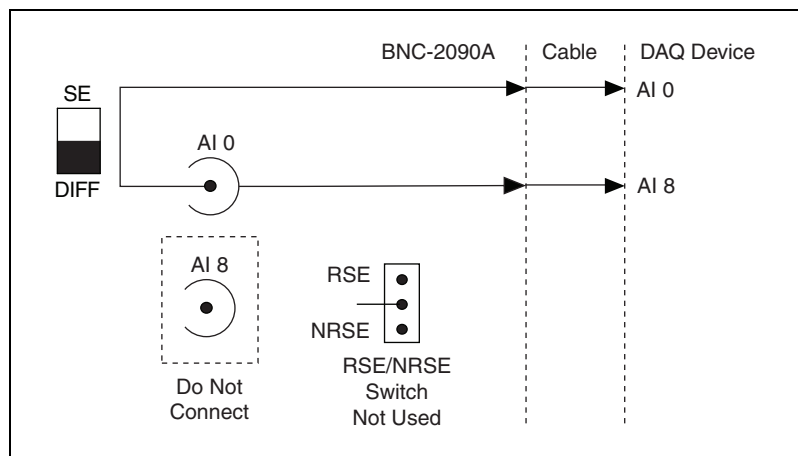 BNC-2090A
Cable
DAQ Device
SE
AI 0
AI 0
DIFF
AI 8
AI 8
RSE
NRSE
Do Not
Connect
RSE/NRSE
Switch
Not Used